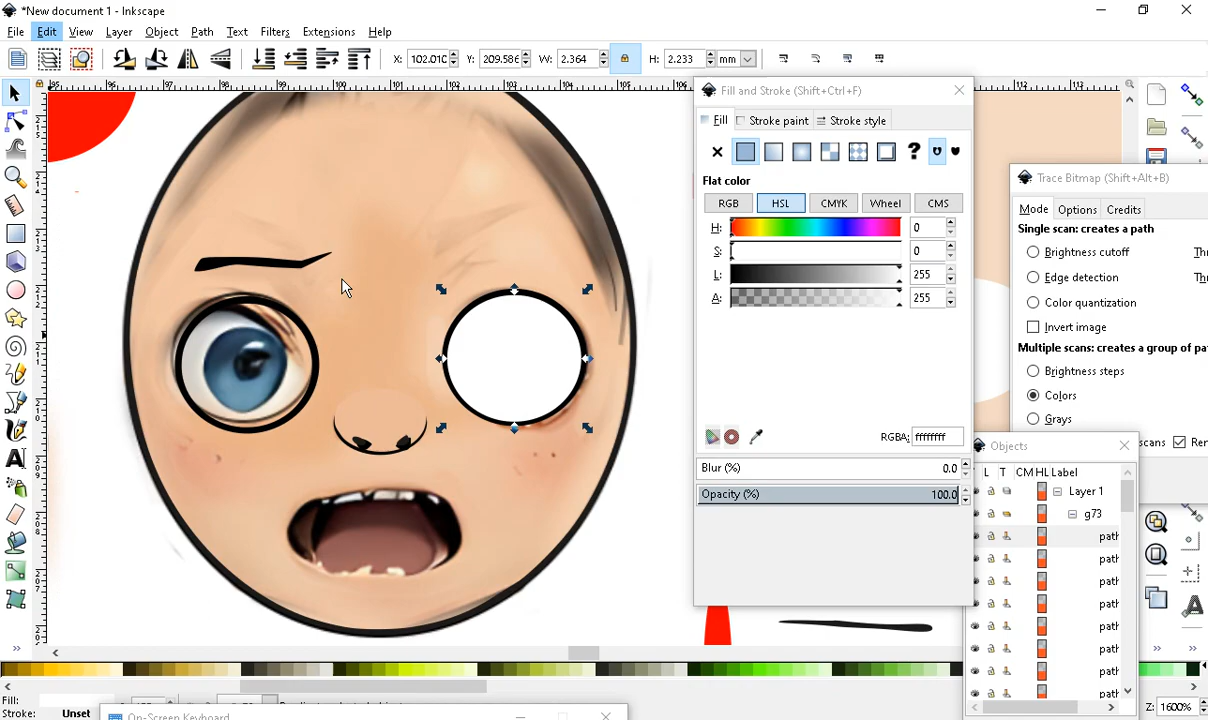 *New document 1 - Inkscape
File Edit View Layer Object Path Text Filters Extensions Help
X: 102.010 Y: 209.586 W: 2.364 H: 2.233 mm
Fill and Stroke (Shift+Ctrl+F)
Fill Stroke paint Stroke style
Flat color
RGB HSL CMYK Wheel CMS
H: 0
S: 0
L: 255
A: 255
RGBA: ffffffff
Blur (%) 0.0
Opacity (%) 100.0
Trace Bitmap (Shift+Alt+B)
Mode Options Credits
Single scan: creates a path
Brightness cutoff Thr
Edge detection Thr
Color quantization
Invert image
Multiple scans: creates a group of pa
Brightness steps
Colors
Grays
scans Rer
Objects
L T CM HL Label
Layer 1
g73
path
path
path
path
path
path
path
path
Fill:
Stroke: Unset
On-Screen Keyboard
Z: 1600%